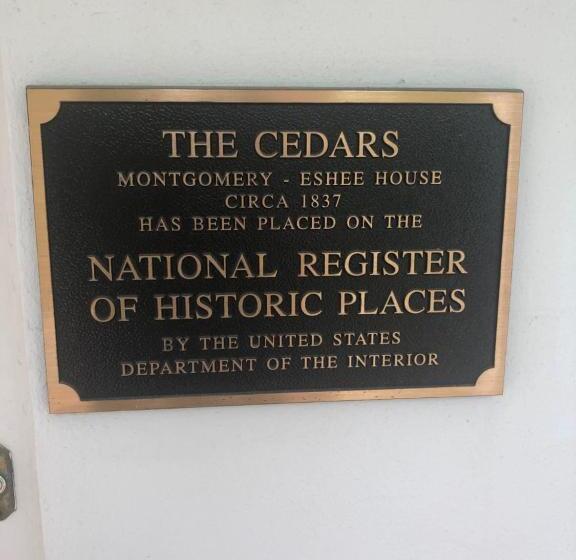 THE CEDARS
MONTGOMERY - ESHEE HOUSE
CIRCA 1837
HAS BEEN PLACED ON THE
NATIONAL REGISTER
OF HISTORIC PLACES
BY THE UNITED STATES
DEPARTMENT OF THE INTERIOR